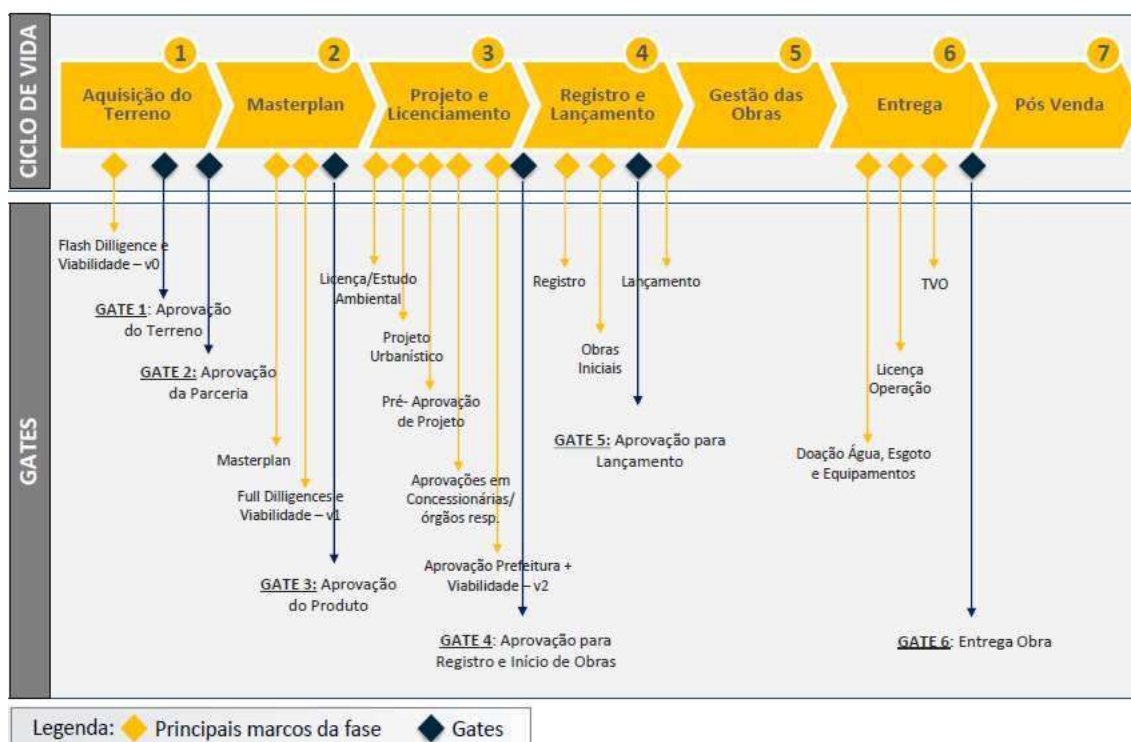 CICLO DE VIDA
1
2
3
4
5
6
7
Aquisição do
Terreno
Masterplan
Projeto e
Licenciamento
Registro e
Lançamento
Gestão das
Obras
Entrega
Pós Venda
GATES
Flash Dilligence e
Viabilidade – v0
GATE 1: Aprovação
do Terreno
GATE 2: Aprovação
da Parceria
Masterplan
Full Dilligences e
Viabilidade – v1
GATE 3: Aprovação
do Produto
Licença/Estudo
Ambiental
Projeto
Urbanístico
Pré- Aprovação
de Projeto
Aprovações em
Concessionárias/
órgãos resp.
Aprovação Prefeitura +
Viabilidade – v2
GATE 4: Aprovação para
Registro e Início de Obras
Registro
Obras
Iniciais
Lançamento
GATE 5: Aprovação para
Lançamento
TVO
Licença
Operação
Doação Água, Esgoto
e Equipamentos
GATE 6: Entrega Obra
Legenda: Principais marcos da fase Gates